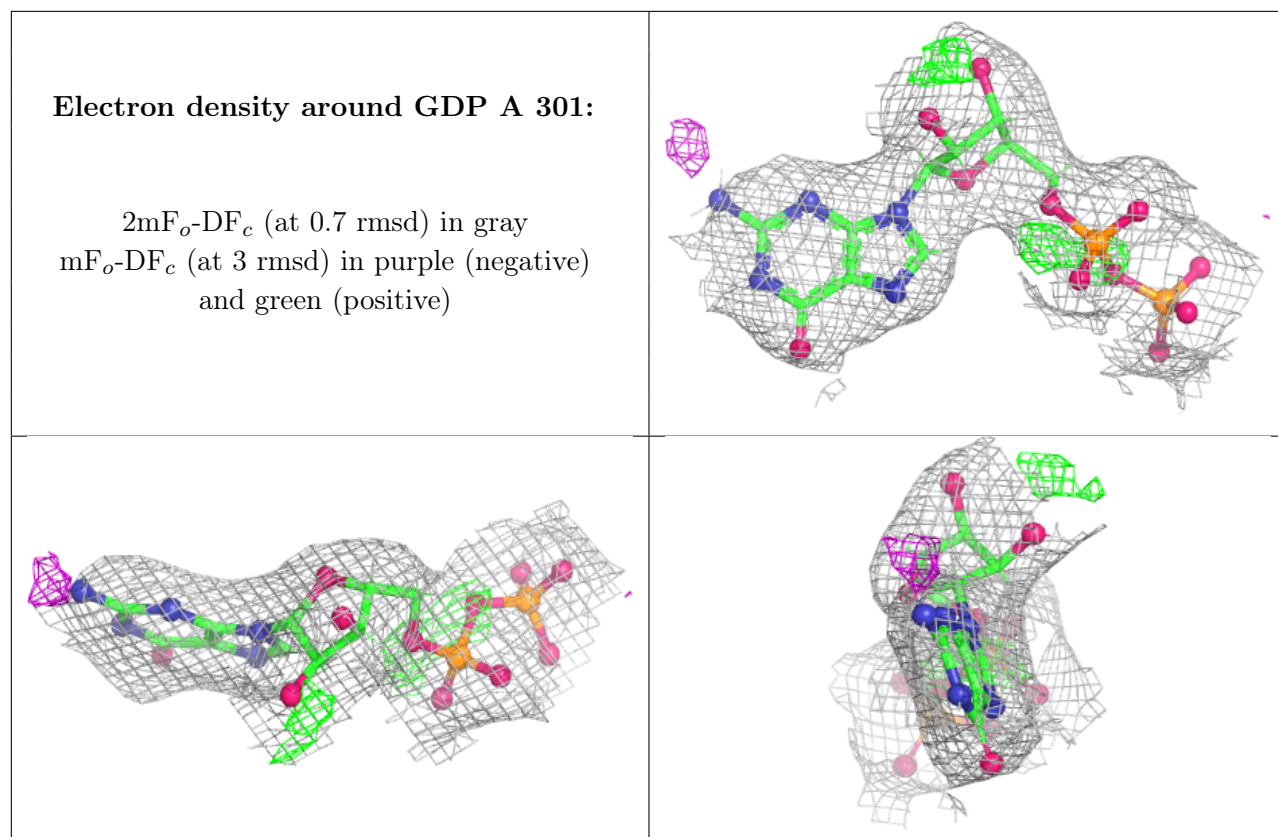 Electron density around GDP A 301:
2mFo-DFc (at 0.7 rmsd) in gray
mFo-DFc (at 3 rmsd) in purple (negative)
and green (positive)